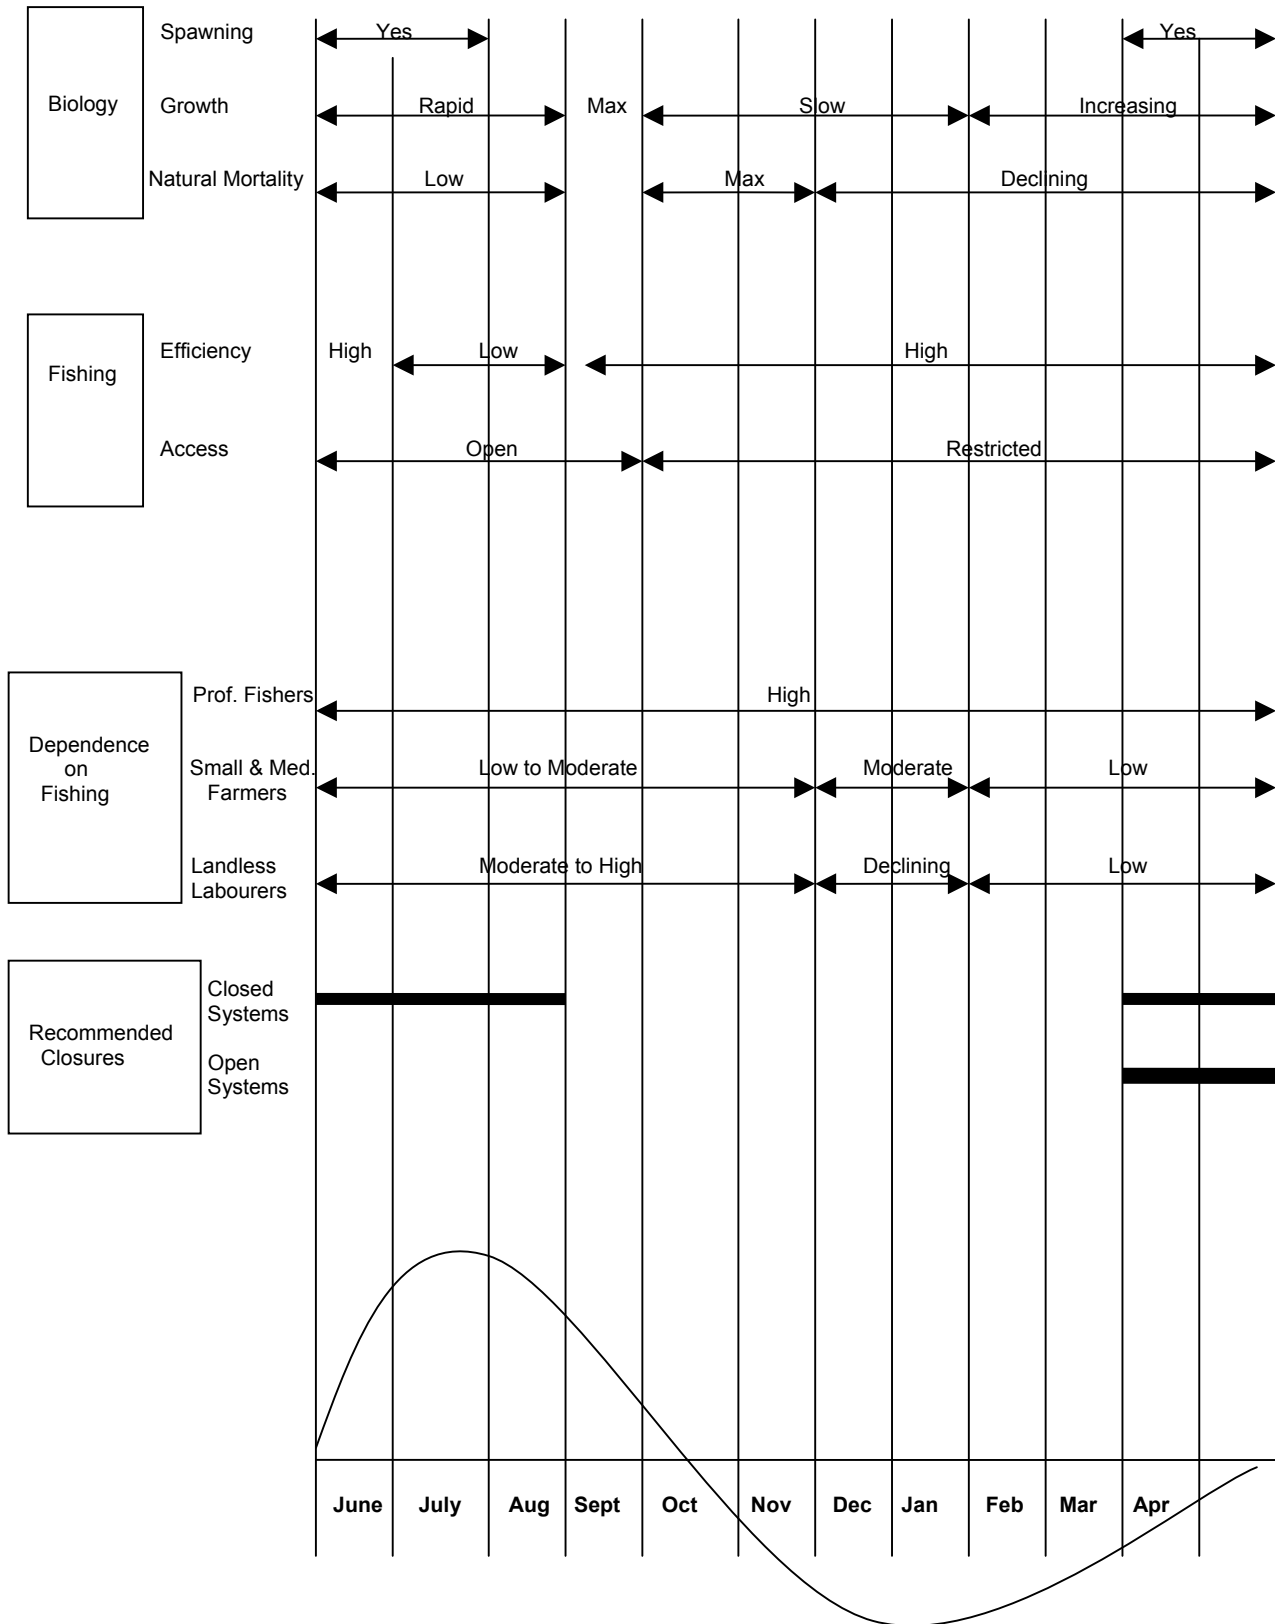 Spawning Yes Yes
Biology Growth Rapid Max Slow Increasing
Natural Mortality Low Max Declining
Efficiency High Low High
Fishing
Access Open Restricted
Prof. Fishers High
Dependence
on
Fishing
Small & Med. Low to Moderate Moderate Low
Farmers
Landless Moderate to High Declining Low
Labourers
Closed
Systems
Recommended
Closures
Open
Systems
June July Aug Sept Oct Nov Dec Jan Feb Mar Apr